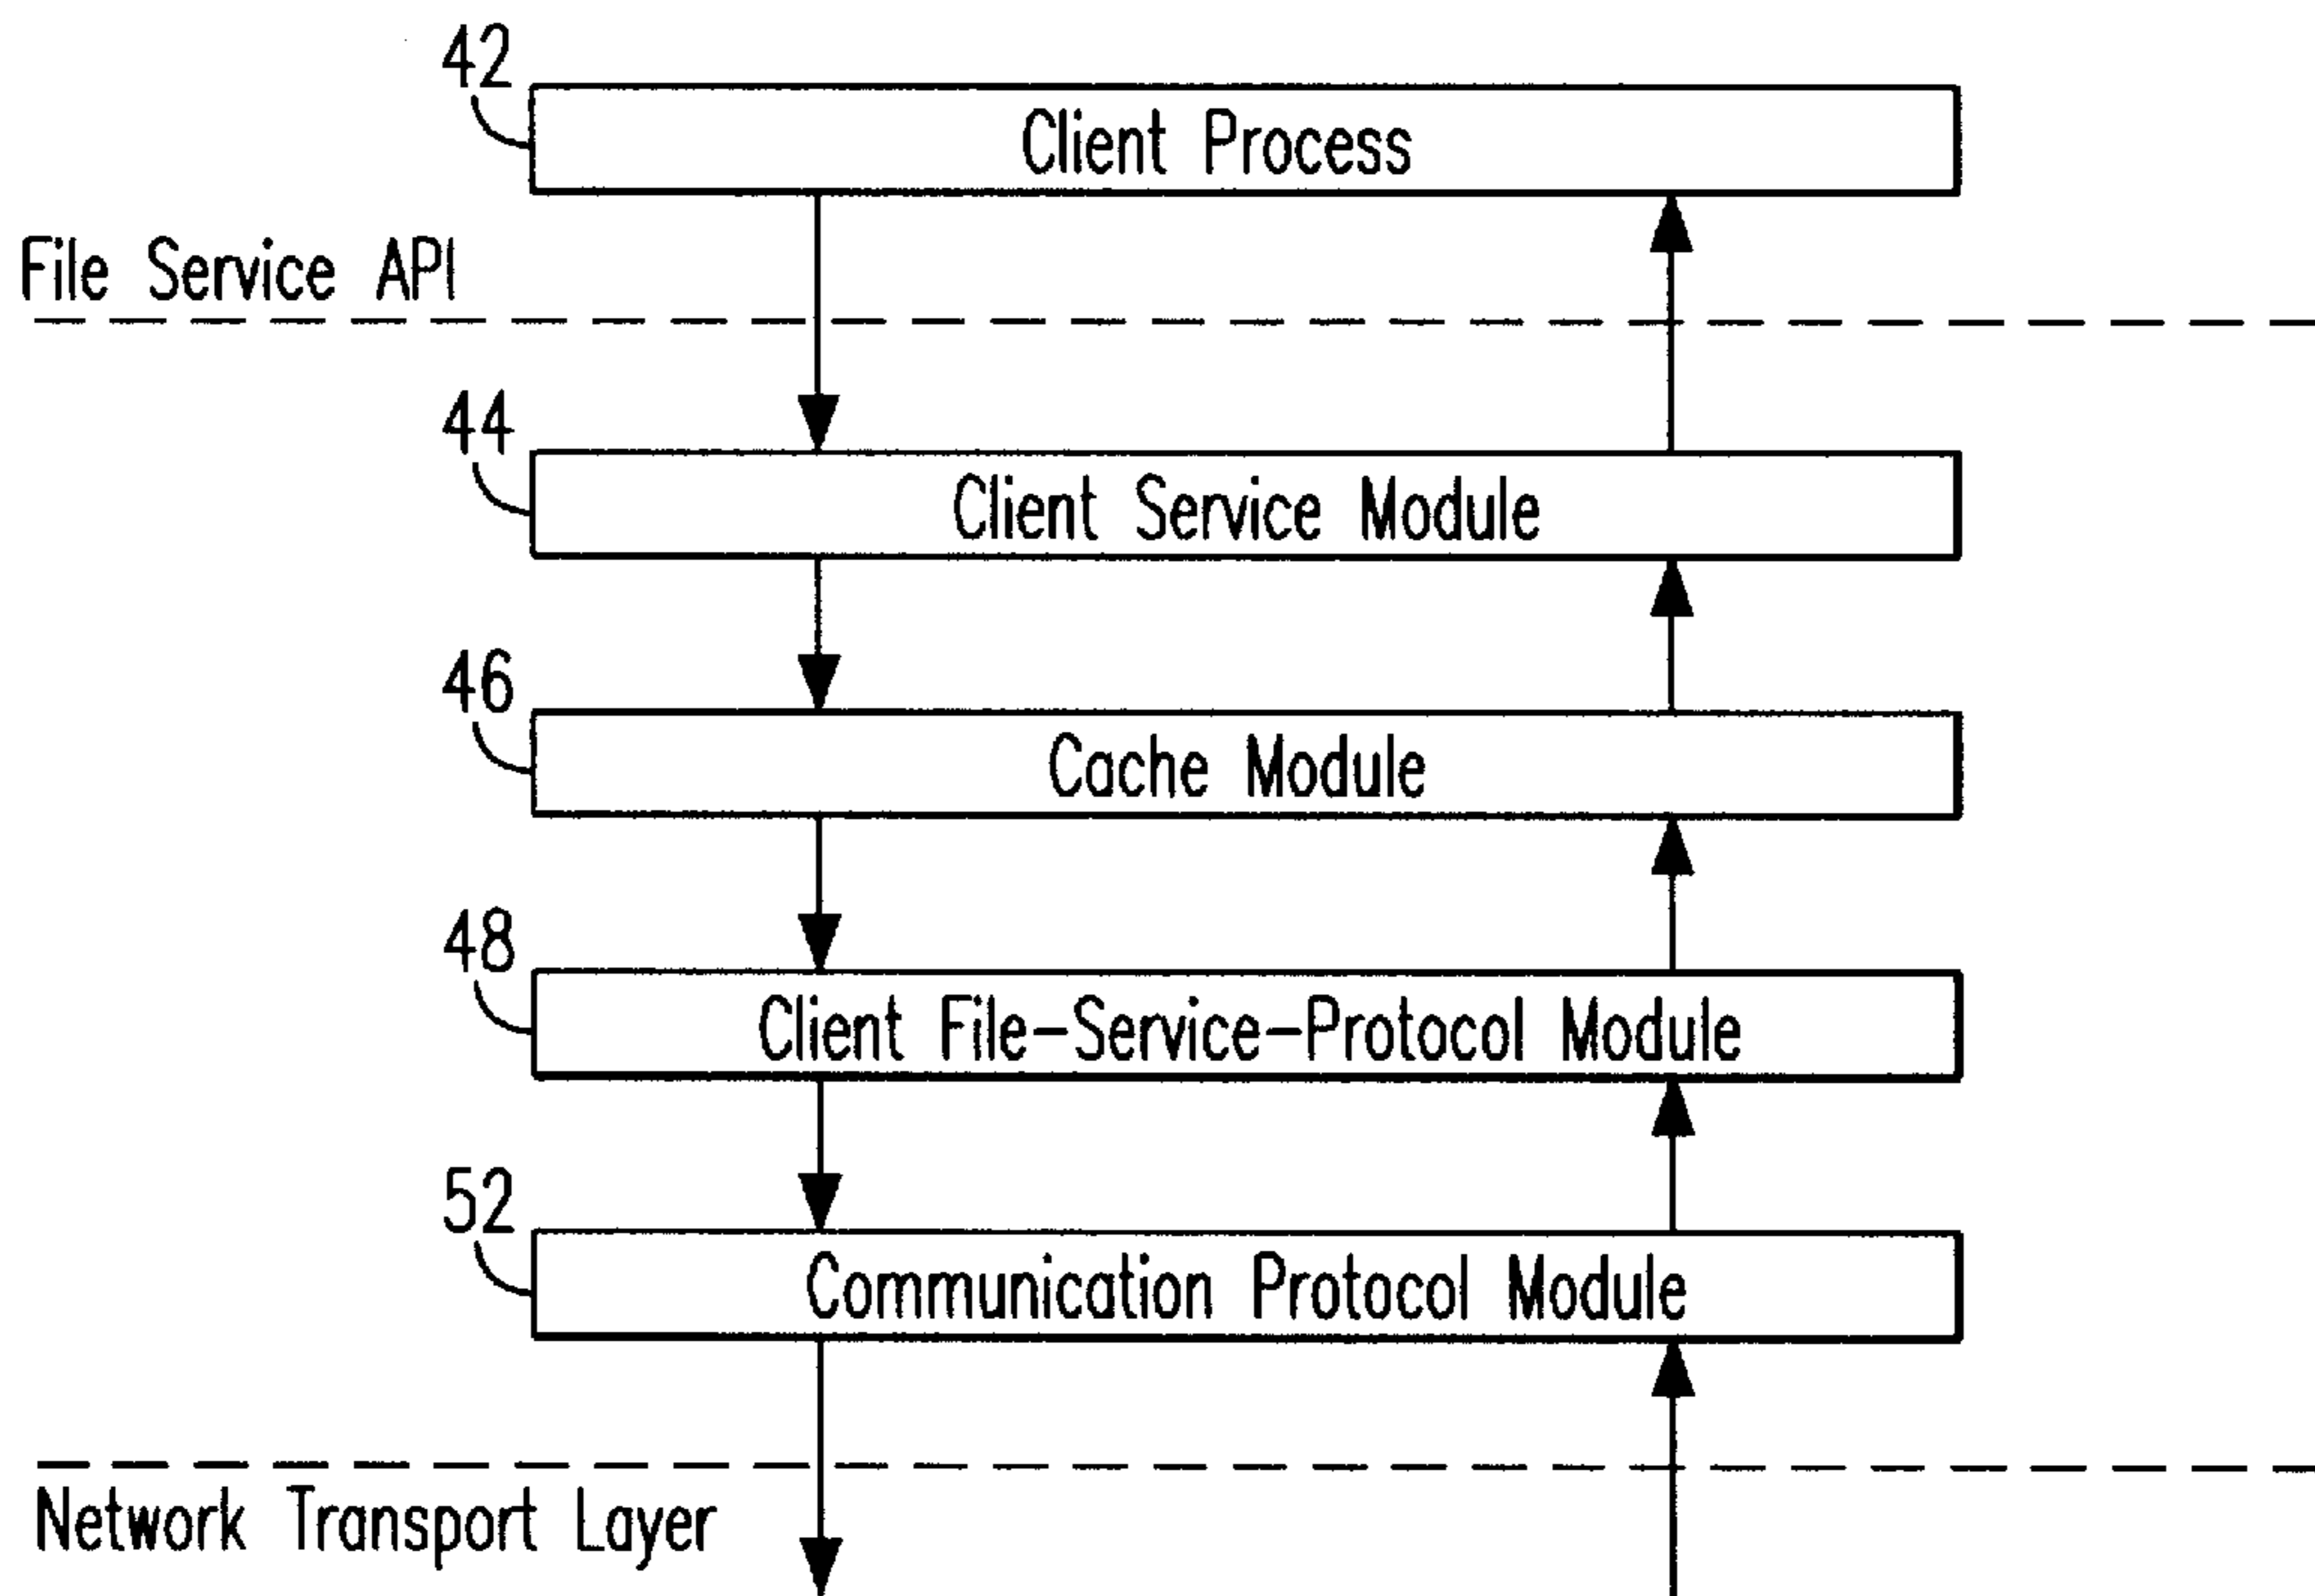 42
Client Process
File Service API
44
Client Service Module
46
Cache Module
48
Client File-Service-Protocol Module
52
Communication Protocol Module
Network Transport Layer